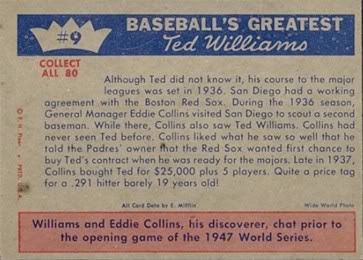 #9
BASEBALL'S GREATEST
Ted Williams
COLLECT
ALL 80
Although Ted did not know it, his course to the major
leagues was set in 1936. San Diego had a working
agreement with the Boston Red Sox. During the 1936 season,
General Manager Eddie Collins visited San Diego to scout a second
baseman. While there, Collins also saw Ted Williams. Collins had
never seen Ted before. Collins liked what he saw so well that he
told the Padres' owner that the Red Sox wanted first chance to
buy Ted's contract when he was ready for the majors. Late in 1937,
Collins bought Ted for $25,000 plus 5 players. Quite a price tag
for a .291 hitter barely 19 years old!
© F. H. Fleer. • PRTD. U.S.A.
All Card Data by E. Mifflin
Wide World Photo
Williams and Eddie Collins, his discoverer, chat prior to
the opening game of the 1947 World Series.